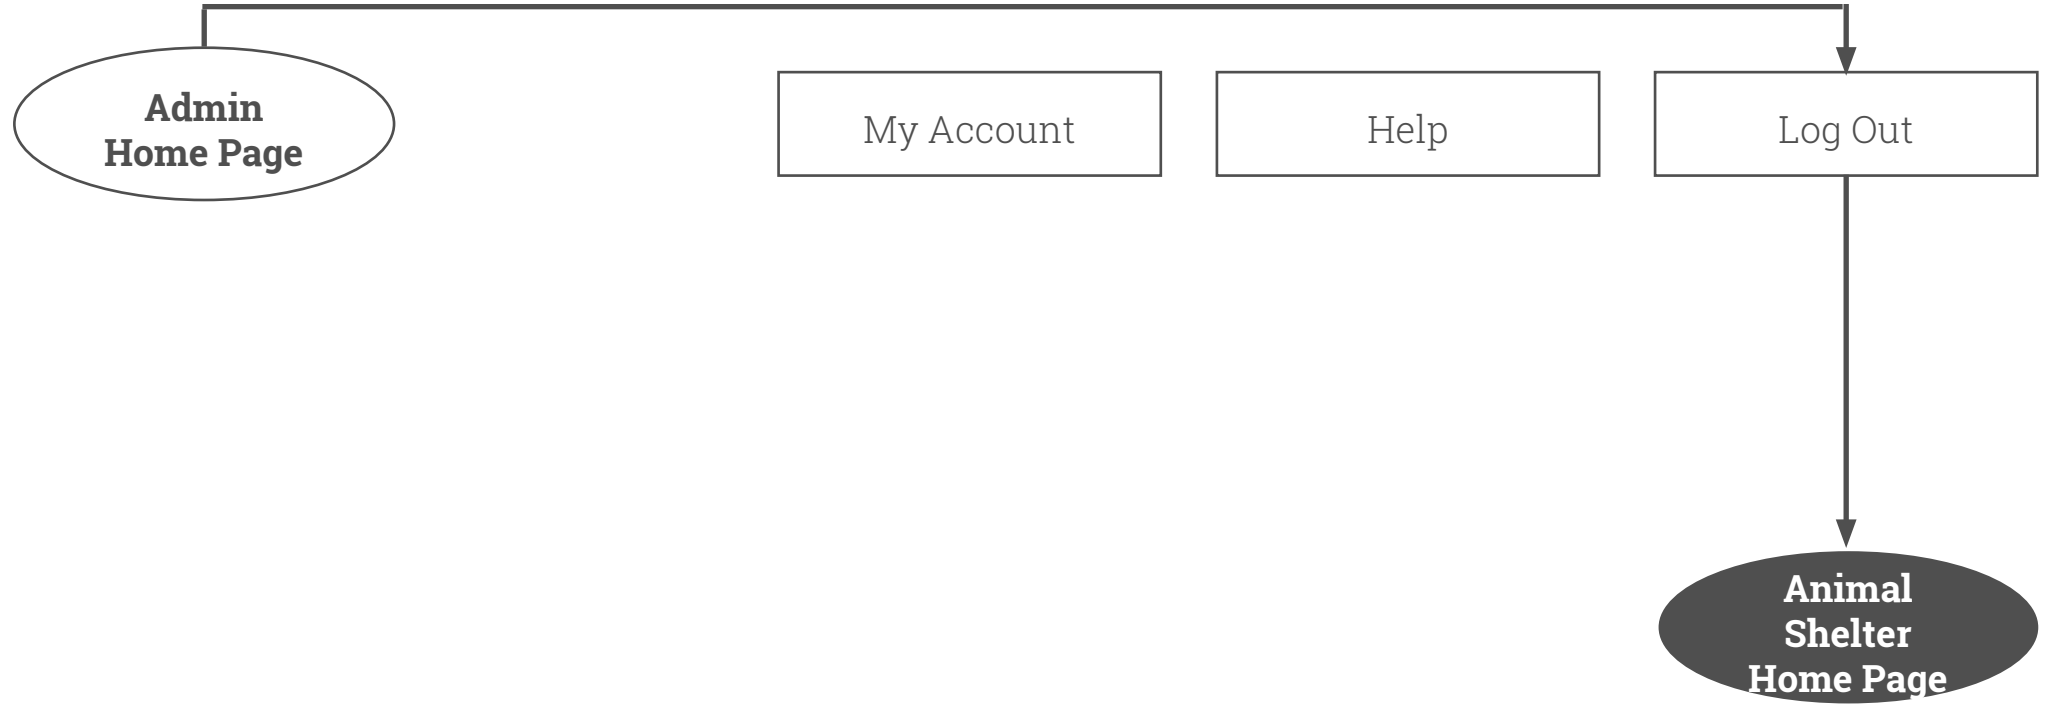 Admin
Home Page
My Account
Help
Log Out
Animal
Shelter
Home Page